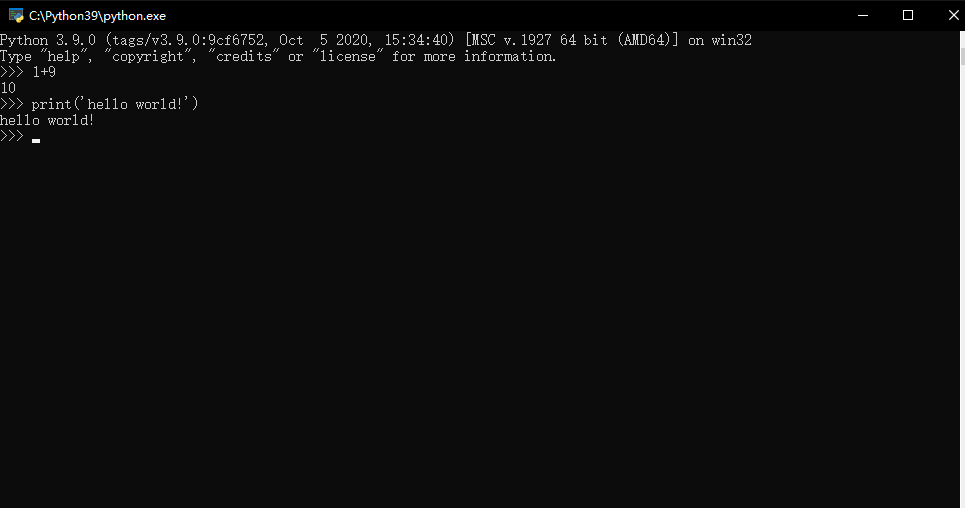 C:\Python39\python.exe
Python 3.9.0 (tags/v3.9.0:9cf6752, Oct  5 2020, 15:34:40) [MSC v.1927 64 bit (AMD64)] on win32
Type "help", "copyright", "credits" or "license" for more information.
>>> 1+9
10
>>> print('hello world!')
hello world!
>>>